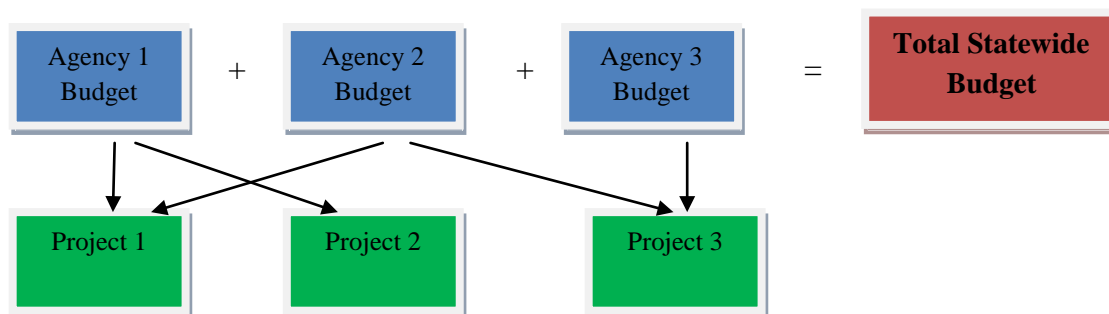 Agency 1
Budget
+
Agency 2
Budget
+
Agency 3
Budget
=
Total Statewide
Budget
Project 1
Project 2
Project 3